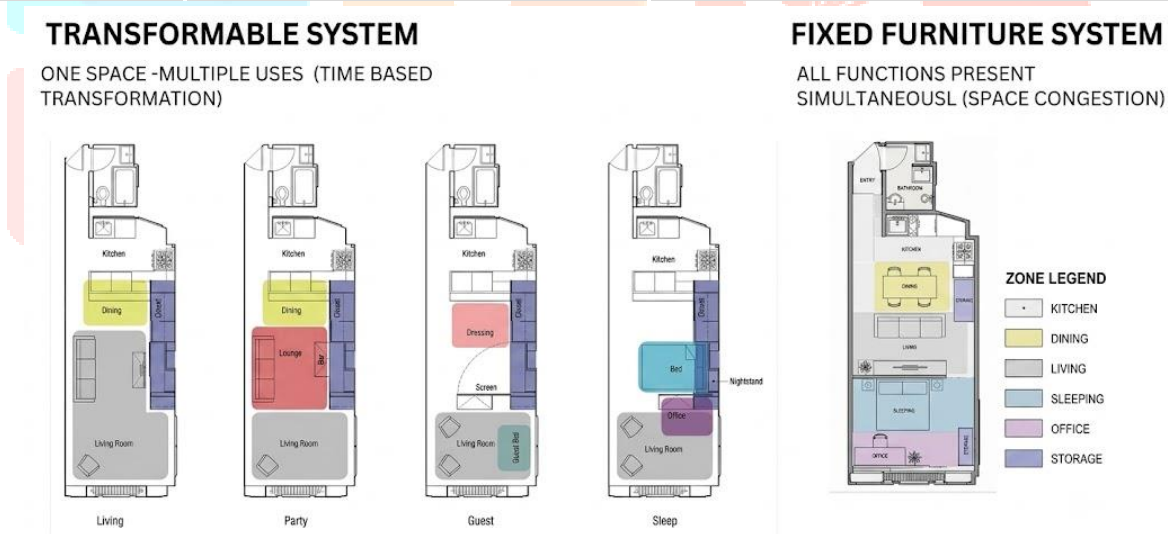 TRANSFORMABLE SYSTEM
ONE SPACE -MULTIPLE USES (TIME BASED
TRANSFORMATION)
FIXED FURNITURE SYSTEM
ALL FUNCTIONS PRESENT
SIMULTANEOUSL (SPACE CONGESTION)
Kitchen
Dining
Closet
Living Room
Living
Kitchen
Dining
Closet
Lounge
Bar
Living Room
Party
Kitchen
Closet
Dressing
Screen
Living Room
Guest Bed
Guest
Kitchen
Closet
Bed
Nightstand
Office
Living Room
Sleep
ENTRY
BATHROOM
KITCHEN
DINING
STORAGE
LIVING
SLEEPING
OFFICE
STORAGE
ZONE LEGEND
KITCHEN
DINING
LIVING
SLEEPING
OFFICE
STORAGE